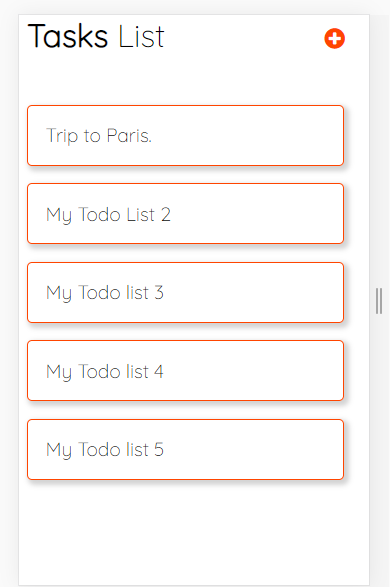 Tasks List
Trip to Paris.
My Todo List 2
My Todo list 3
My Todo list 4
My Todo list 5